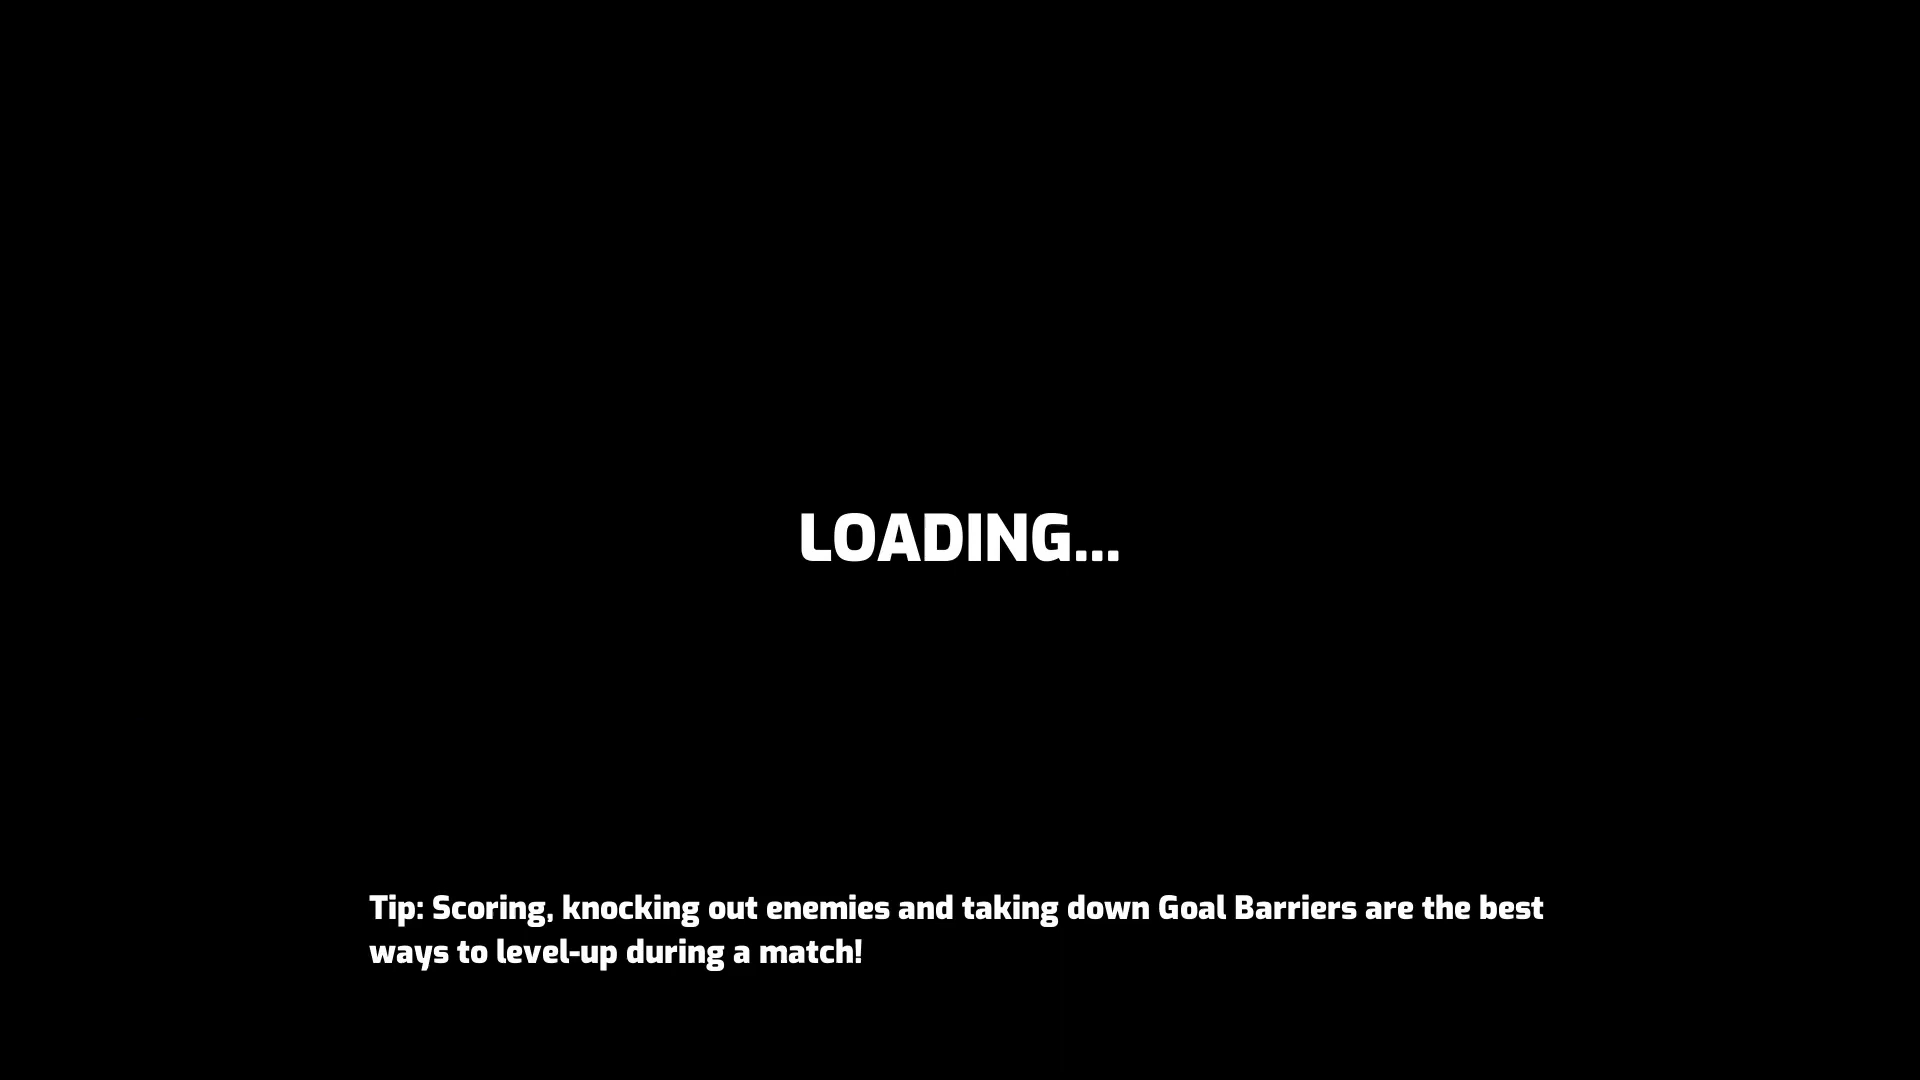 LOADING...
Tip: Scoring, knocking out enemies and taking down Goal Barriers are the best
ways to level-up during a match!